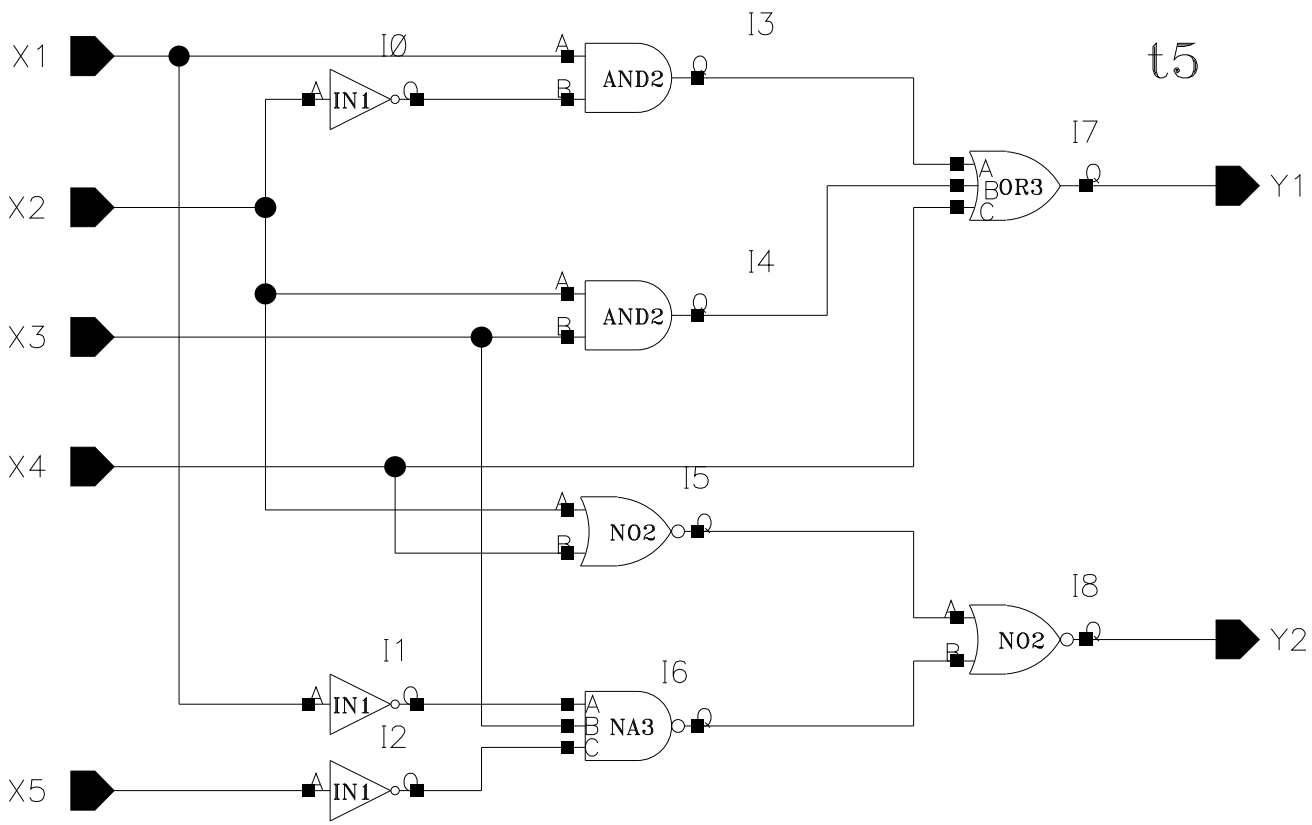 I3
t5
X1
I0
A
Q
AND2
A
Q
IN1
B
I7
A
Q
X2
B
OR3
Y1
C
I4
A
Q
AND2
X3
B
X4
I5
A
Q
NO2
B
I8
A
Q
NO2
Y2
B
I1
I6
A
Q
IN1
A
Q
B
NA3
C
I2
A
Q
X5
IN1